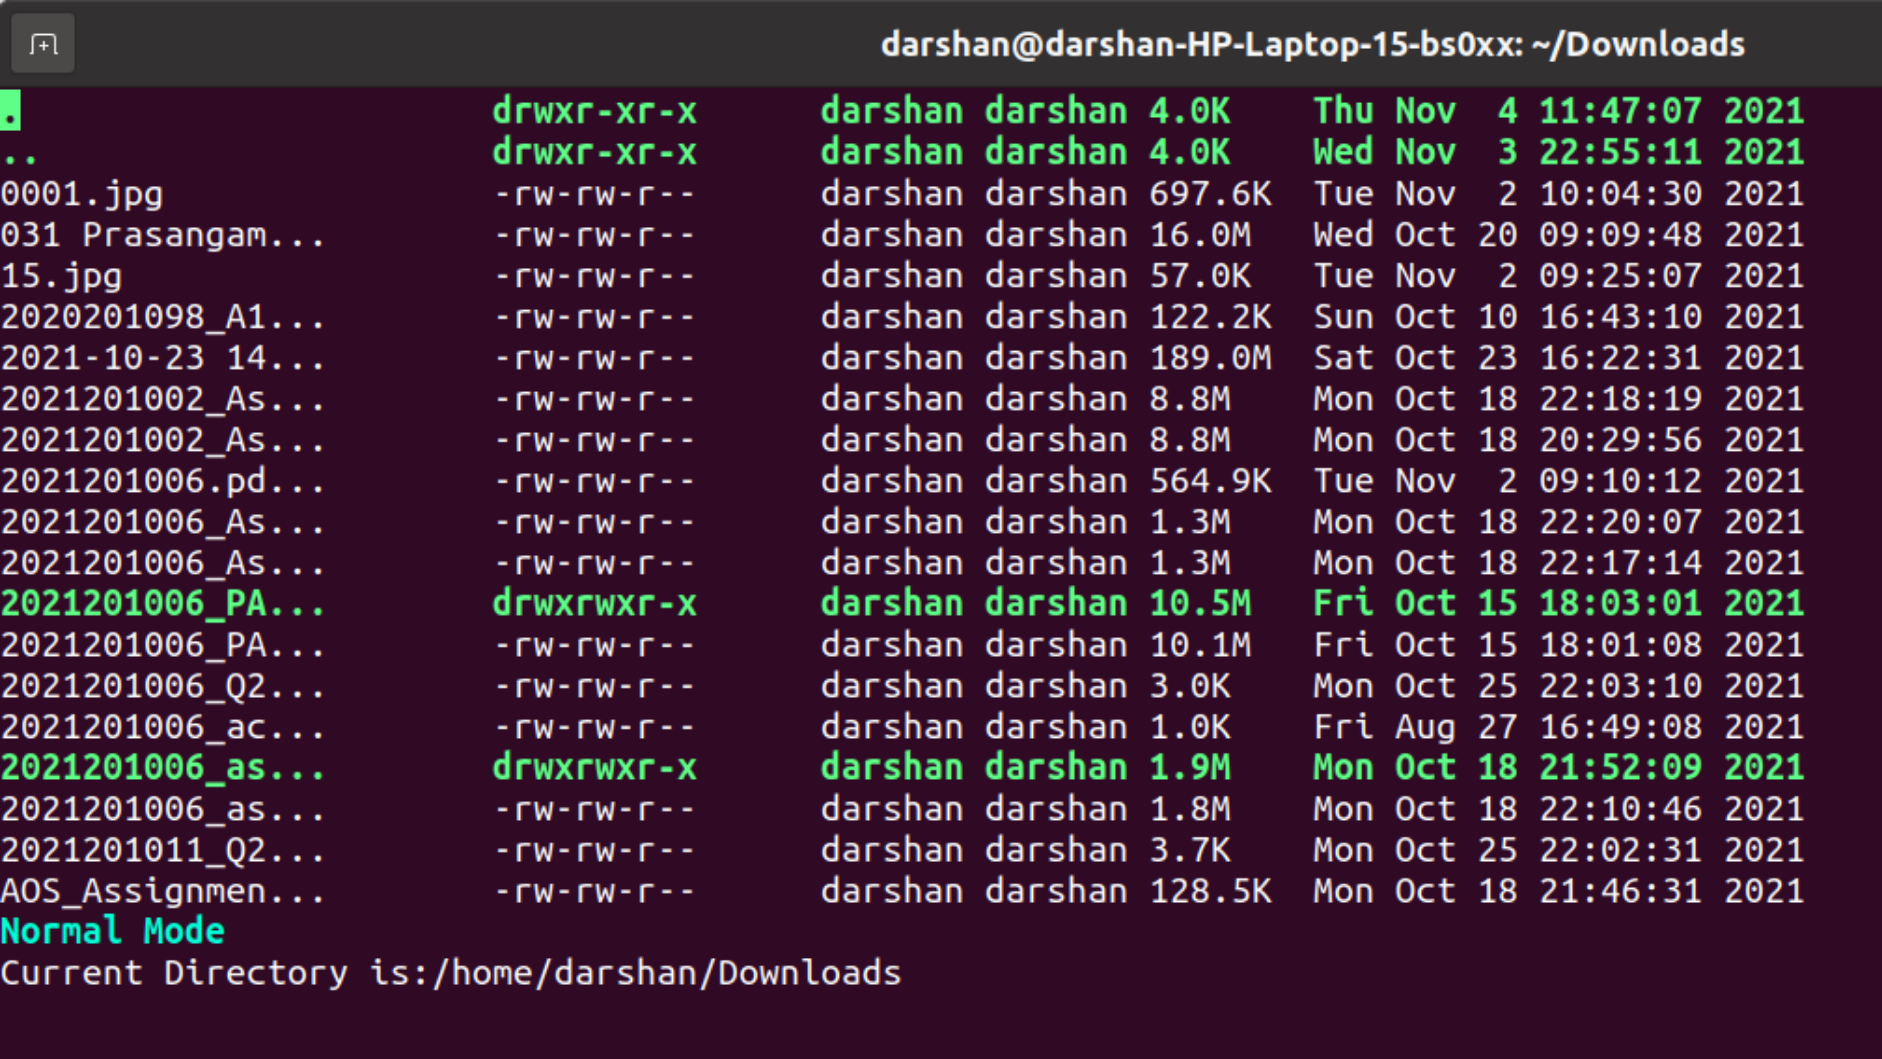 darshan@darshan-HP-Laptop-15-bs0xx: ~/Downloads
. drwxr-xr-x darshan darshan 4.0K Thu Nov 4 11:47:07 2021
.. drwxr-xr-x darshan darshan 4.0K Wed Nov 3 22:55:11 2021
0001.jpg -rw-rw-r-- darshan darshan 697.6K Tue Nov 2 10:04:30 2021
031 Prasangam... -rw-rw-r-- darshan darshan 16.0M Wed Oct 20 09:09:48 2021
15.jpg -rw-rw-r-- darshan darshan 57.0K Tue Nov 2 09:25:07 2021
2020201098_A1... -rw-rw-r-- darshan darshan 122.2K Sun Oct 10 16:43:10 2021
2021-10-23 14... -rw-rw-r-- darshan darshan 189.0M Sat Oct 23 16:22:31 2021
2021201002_As... -rw-rw-r-- darshan darshan 8.8M Mon Oct 18 22:18:19 2021
2021201002_As... -rw-rw-r-- darshan darshan 8.8M Mon Oct 18 20:29:56 2021
2021201006.pd... -rw-rw-r-- darshan darshan 564.9K Tue Nov 2 09:10:12 2021
2021201006_As... -rw-rw-r-- darshan darshan 1.3M Mon Oct 18 22:20:07 2021
2021201006_As... -rw-rw-r-- darshan darshan 1.3M Mon Oct 18 22:17:14 2021
2021201006_PA... drwxrwxr-x darshan darshan 10.5M Fri Oct 15 18:03:01 2021
2021201006_PA... -rw-rw-r-- darshan darshan 10.1M Fri Oct 15 18:01:08 2021
2021201006_Q2... -rw-rw-r-- darshan darshan 3.0K Mon Oct 25 22:03:10 2021
2021201006_ac... -rw-rw-r-- darshan darshan 1.0K Fri Aug 27 16:49:08 2021
2021201006_as... drwxrwxr-x darshan darshan 1.9M Mon Oct 18 21:52:09 2021
2021201006_as... -rw-rw-r-- darshan darshan 1.8M Mon Oct 18 22:10:46 2021
2021201011_Q2... -rw-rw-r-- darshan darshan 3.7K Mon Oct 25 22:02:31 2021
AOS_Assignmen... -rw-rw-r-- darshan darshan 128.5K Mon Oct 18 21:46:31 2021
Normal Mode
Current Directory is:/home/darshan/Downloads